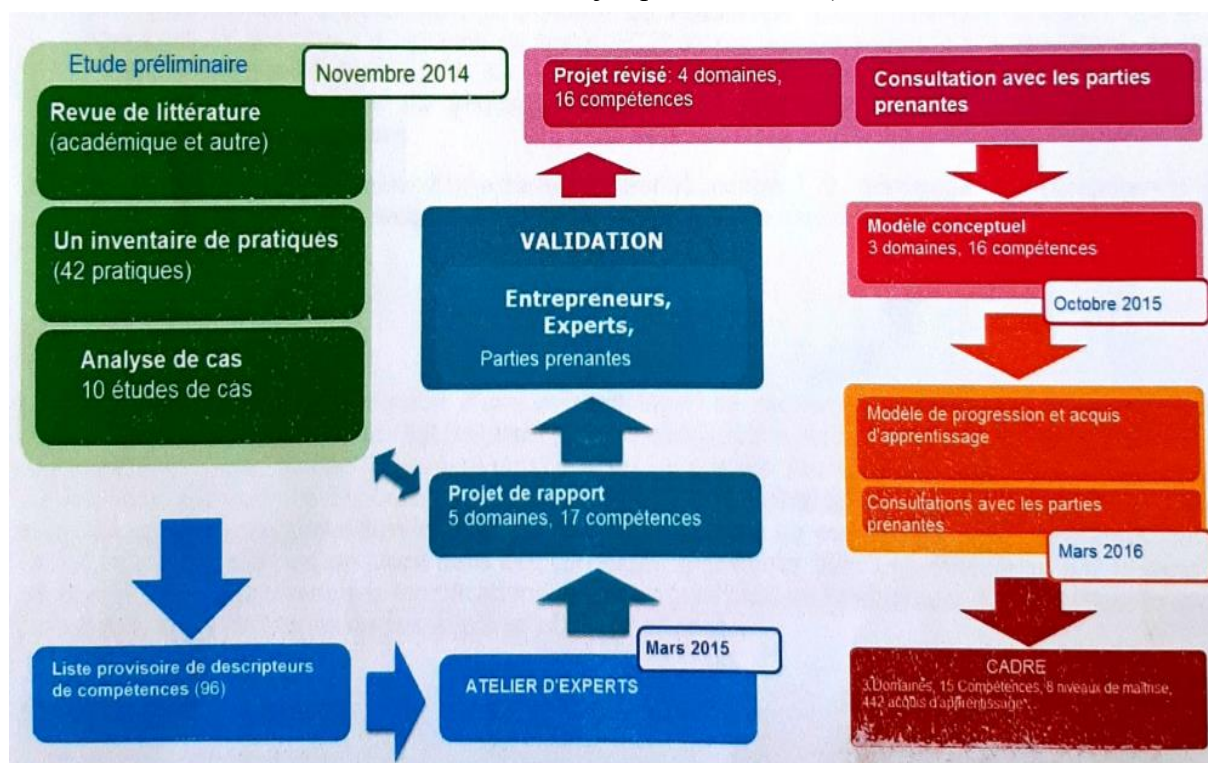 Etude préliminaire
Novembre 2014
Revue de littérature
(académique et autre)
Un inventaire de pratiques
(42 pratiques)
Analyse de cas
10 études de cas
Liste provisoire de descripteurs
de compétences (96)
ATELIER D'EXPERTS
Mars 2015
Projet de rapport
5 domaines, 17 compétences
VALIDATION
Entrepreneurs,
Experts,
Parties prenantes
Projet révisé: 4 domaines,
16 compétences
Consultation avec les parties
prenantes
Modèle conceptuel
3 domaines, 16 compétences
Octobre 2015
Modèle de progression et acquis
d'apprentissage
Consultations avec les parties
prenantes
Mars 2016
CADRE
3 Domaines, 15 Compétences, 8 niveaux de maîtrise,
442 acquis d'apprentissage